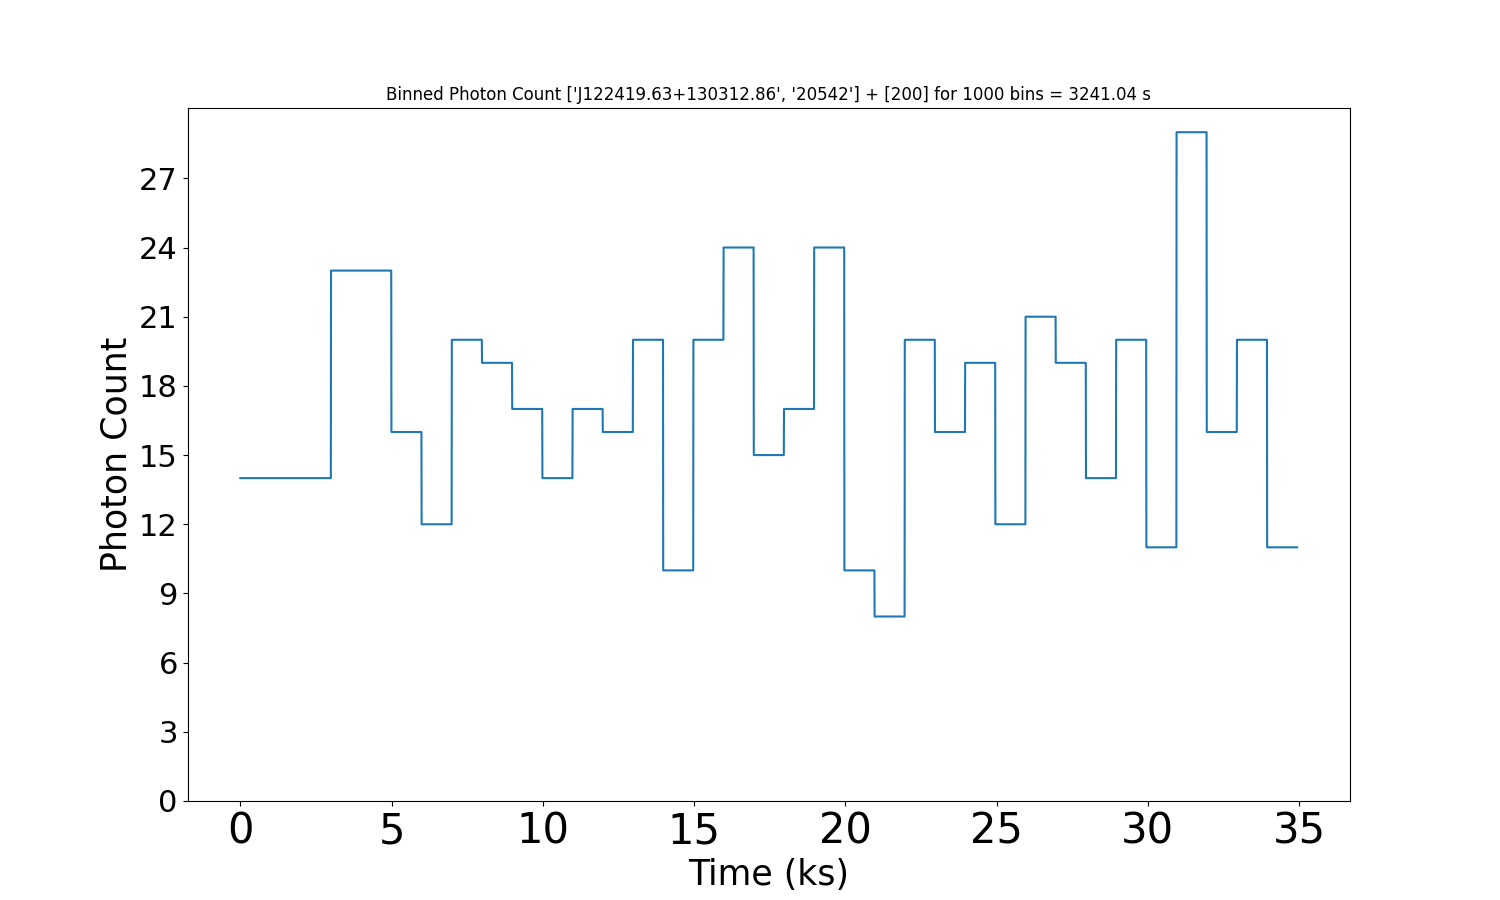 Binned Photon Count ['J122419.63+130312.86', '20542'] + [200] for 1000 bins = 3241.04 s
27
24
21
18
15
12
9
6
3
0
Photon Count
0 5 10 15 20 25 30 35
Time (ks)